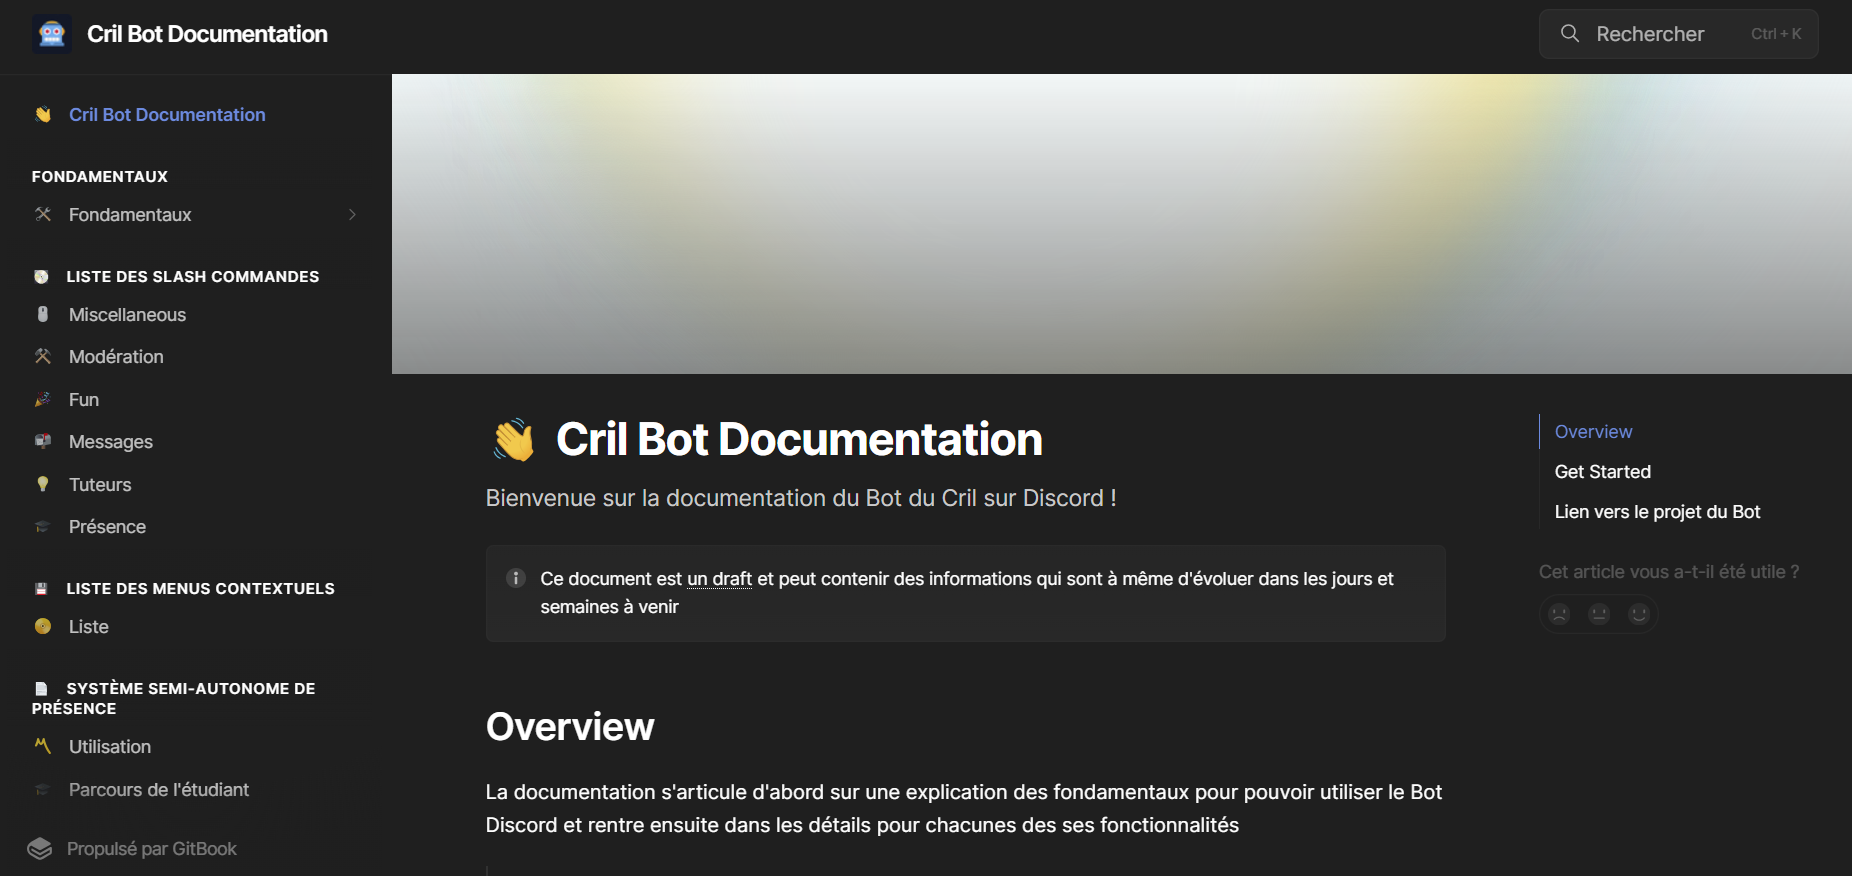 Cril Bot Documentation
Rechercher
Ctrl + K
Cril Bot Documentation
FONDAMENTAUX
Fondamentaux
LISTE DES SLASH COMMANDES
Miscellaneous
Modération
Fun
Messages
Tuteurs
Présence
LISTE DES MENUS CONTEXTUELS
Liste
SYSTÈME SEMI-AUTONOME DE
PRÉSENCE
Utilisation
Parcours de l'étudiant
Propulsé par GitBook
Cril Bot Documentation
Bienvenue sur la documentation du Bot du Cril sur Discord !
Ce document est un draft et peut contenir des informations qui sont à même d'évoluer dans les jours et
semaines à venir
Overview
La documentation s'articule d'abord sur une explication des fondamentaux pour pouvoir utiliser le Bot
Discord et rentre ensuite dans les détails pour chacunes des ses fonctionnalités
Overview
Get Started
Lien vers le projet du Bot
Cet article vous a-t-il été utile ?